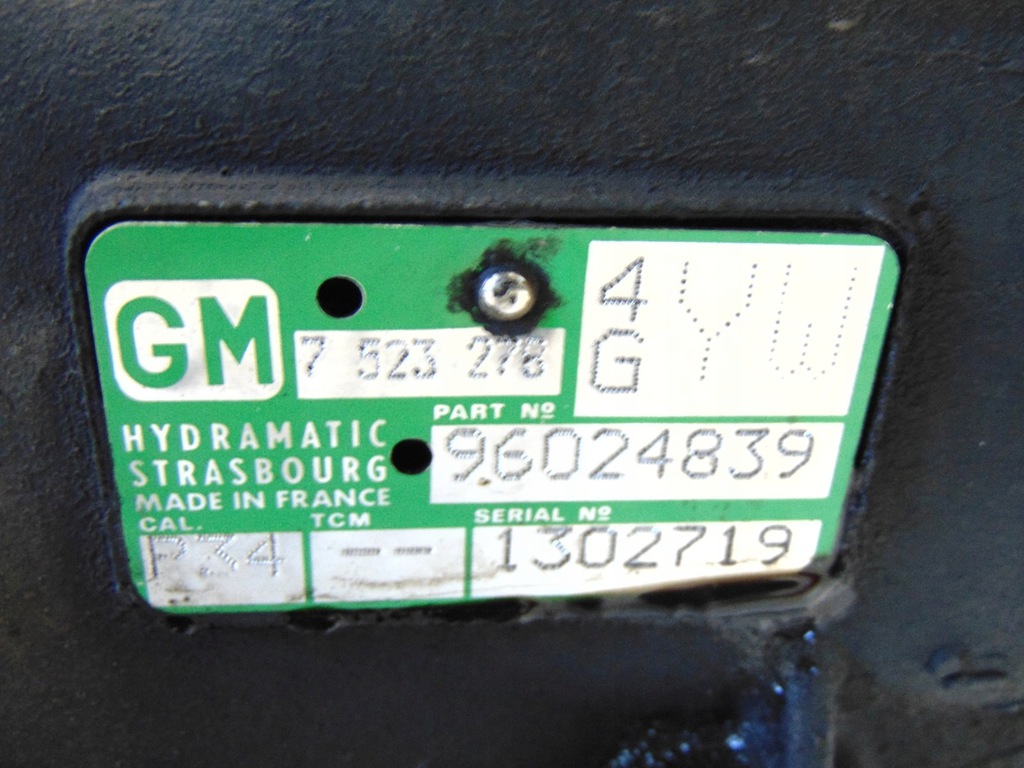 GM
7 523 278
4 YW
G
HYDRAMATIC
STRASBOURG
MADE IN FRANCE
PART Nº
96024839
CAL.
TCM
SERIAL Nº
-- --
1302719